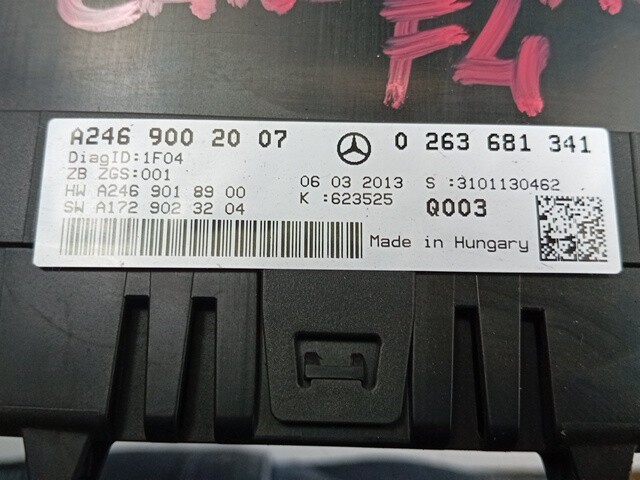 A246 900 20 07 0 263 681 341
DiagID:1F04
ZB ZGS:001
HW A246 901 89 00 06 03 2013 S :3101130462
SW A172 902 32 04 K :623525 Q003
Made in Hungary